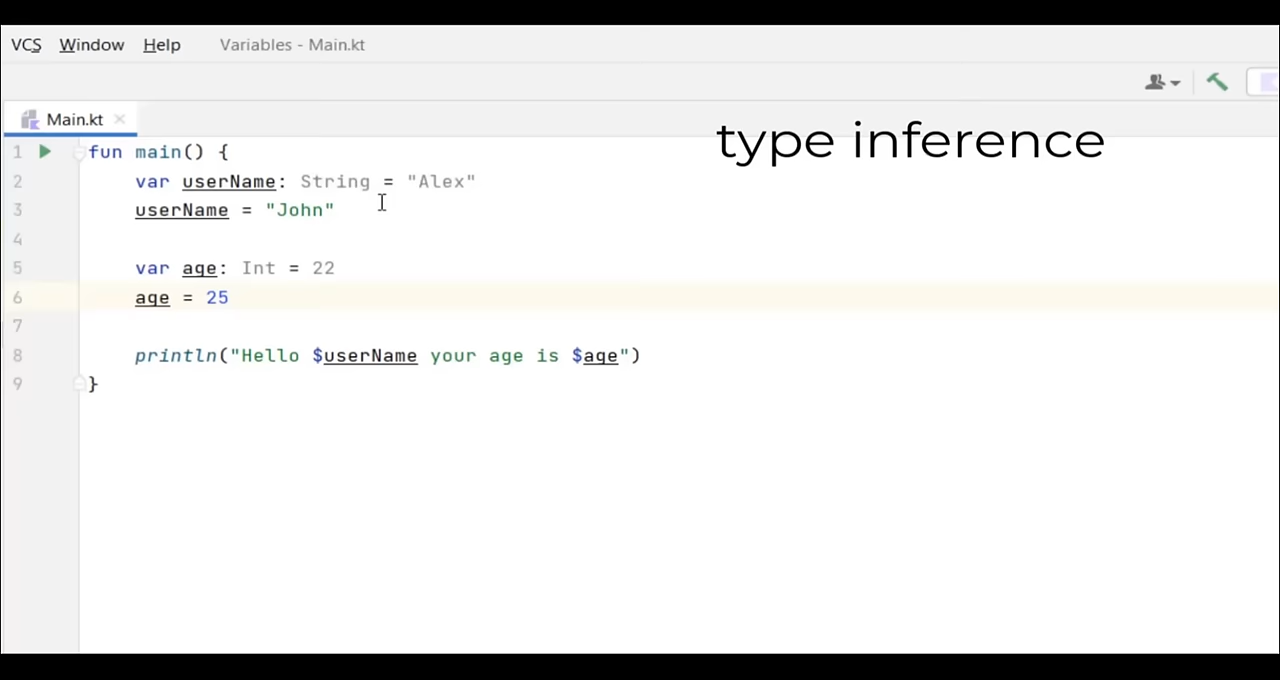 VCS Window Help Variables - Main.kt
Main.kt
type inference
1 fun main() {
2 var userName: String = "Alex"
3 userName = "John"
4
5 var age: Int = 22
6 age = 25
7
8 println("Hello $userName your age is $age")
9 }